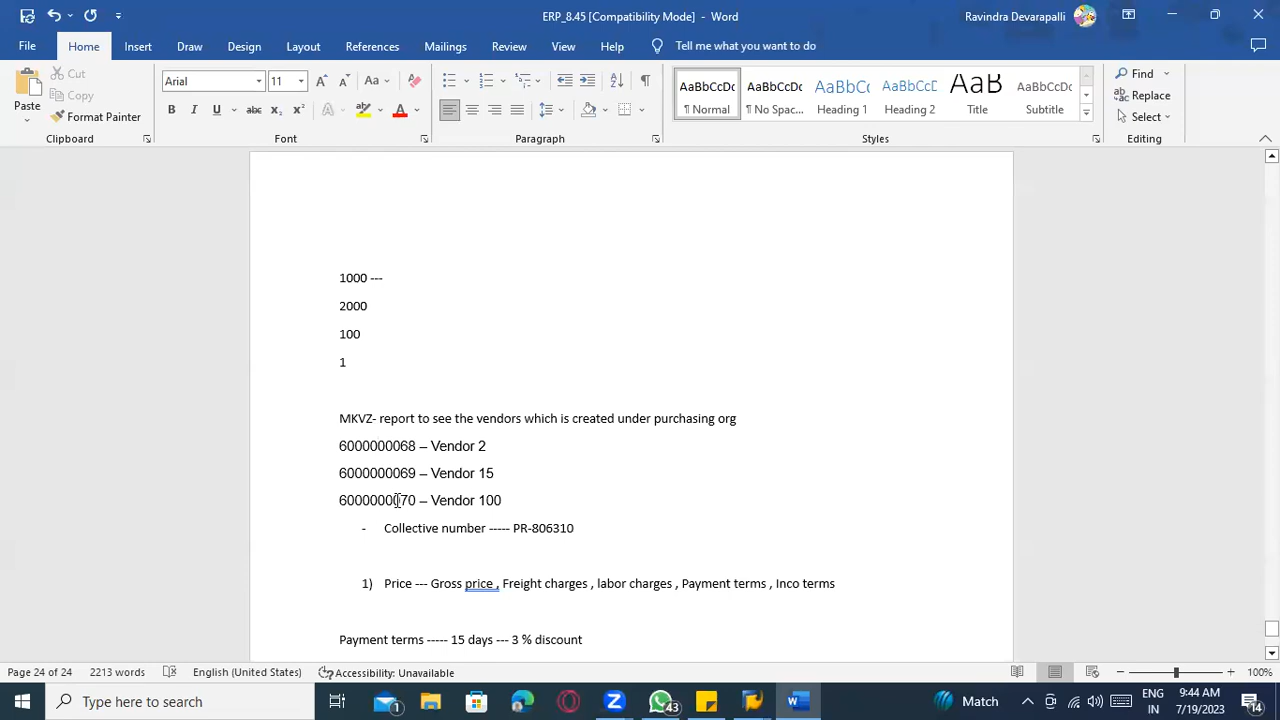 ERP_8.45 [Compatibility Mode] - Word
Ravindra Devarapalli
File Home Insert Draw Design Layout References Mailings Review View Help Tell me what you want to do
Paste
Cut
Copy
Format Painter
Clipboard
Arial 11
Font
Paragraph
AaBbCcDc AaBbCcDc AaBbCc AaBbCcC AaB AaBbCcD
¶ Normal ¶ No Spac... Heading 1 Heading 2 Title Subtitle
Styles
Find
Replace
Select
Editing
1000 ---
2000
100
1
MKVZ- report to see the vendors which is created under purchasing org
6000000068 – Vendor 2
6000000069 – Vendor 15
6000000070 – Vendor 100
- Collective number ----- PR-806310
1) Price --- Gross price , Freight charges , labor charges , Payment terms , Inco terms
Payment terms ----- 15 days --- 3 % discount
Page 24 of 24 2213 words English (United States) Accessibility: Unavailable 100%
Type here to search
1
43
Match
ENG
IN
9:44 AM
7/19/2023
14